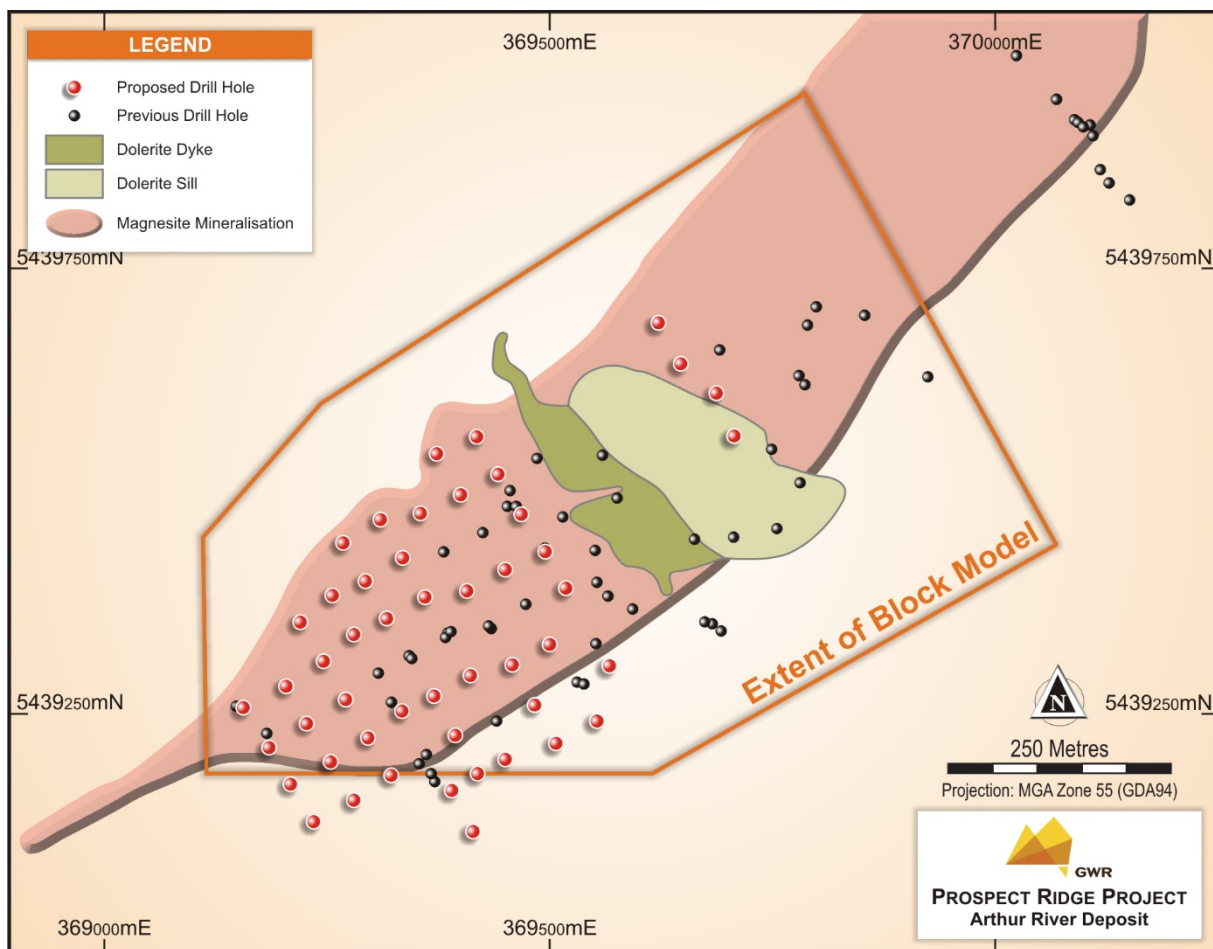 LEGEND
Proposed Drill Hole
Previous Drill Hole
Dolerite Dyke
Dolerite Sill
Magnesite Mineralisation
369500mE
370000mE
5439750mN
5439750mN
Extent of Block Model
5439250mN
5439250mN
N
250 Metres
Projection: MGA Zone 55 (GDA94)
GWR
PROSPECT RIDGE PROJECT
Arthur River Deposit
369000mE
369500mE